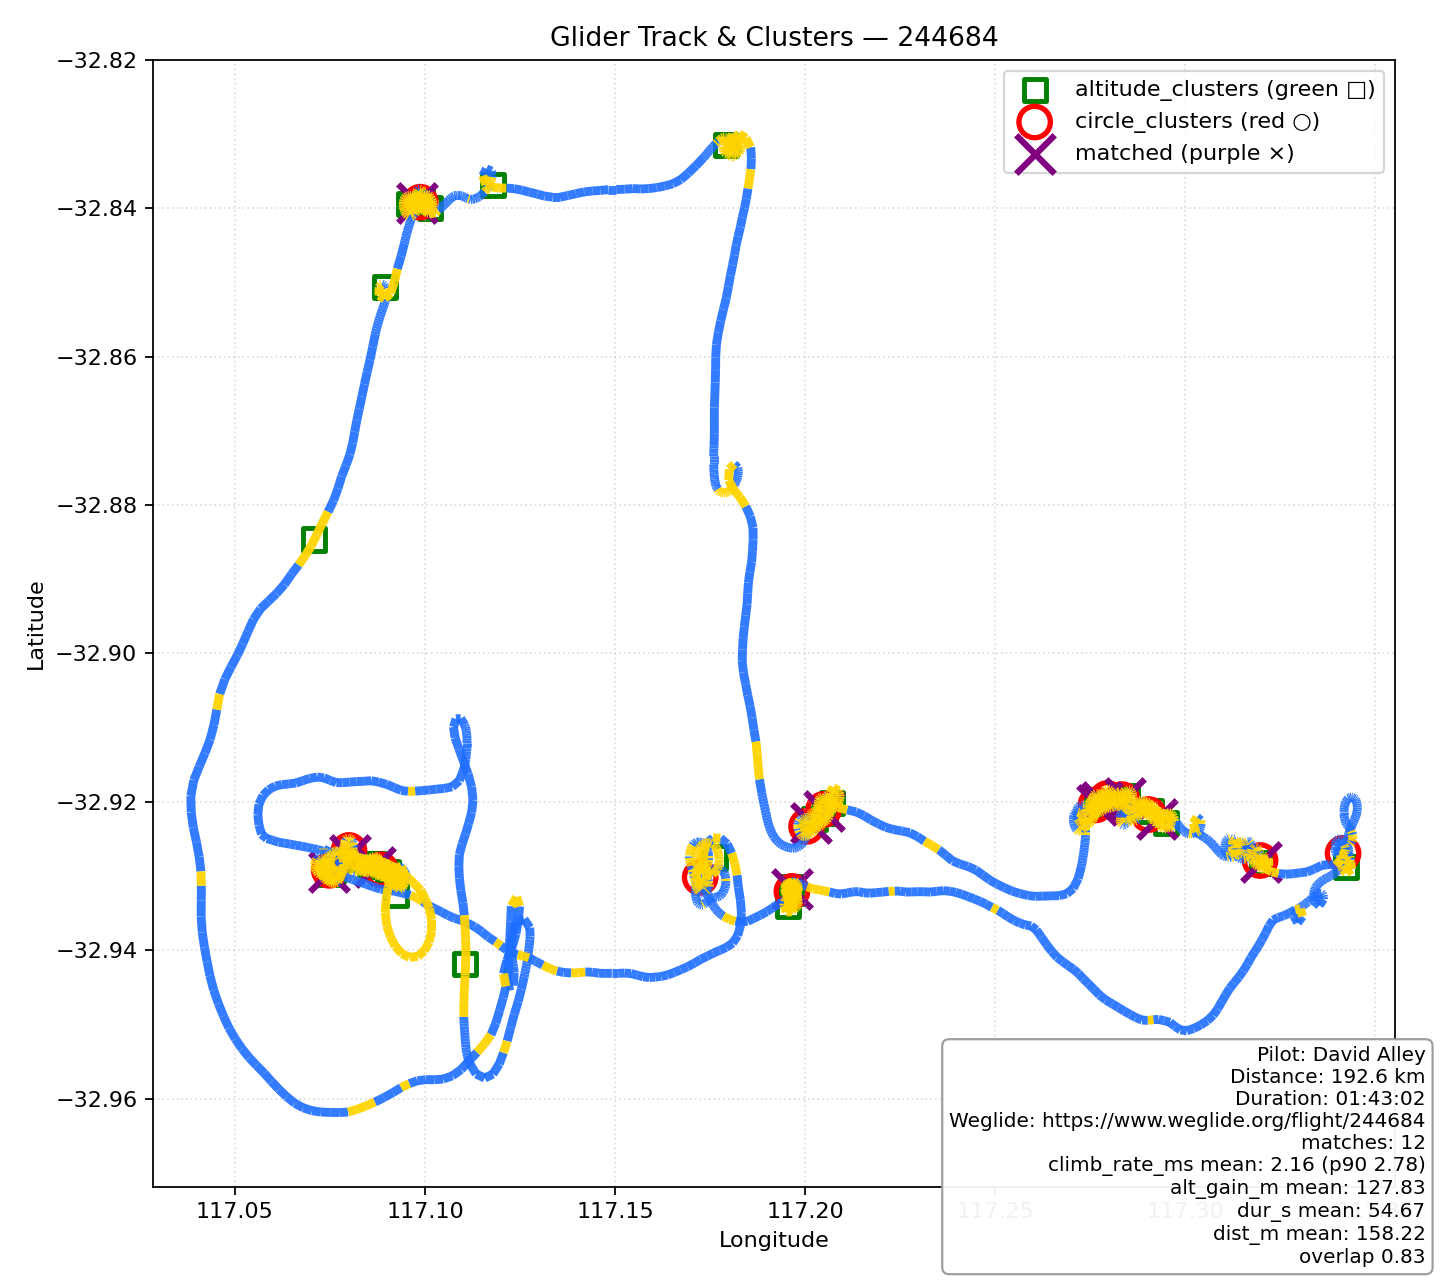 Glider Track & Clusters — 244684
altitude_clusters (green □)
circle_clusters (red ○)
matched (purple ×)
Latitude
−32.82
−32.84
−32.86
−32.88
−32.90
−32.92
−32.94
−32.96
117.05
117.10
117.15
117.20
117.25
117.30
Longitude
Pilot: David Alley
Distance: 192.6 km
Duration: 01:43:02
Weglide: https://www.weglide.org/flight/244684
matches: 12
climb_rate_ms mean: 2.16 (p90 2.78)
alt_gain_m mean: 127.83
dur_s mean: 54.67
dist_m mean: 158.22
overlap 0.83